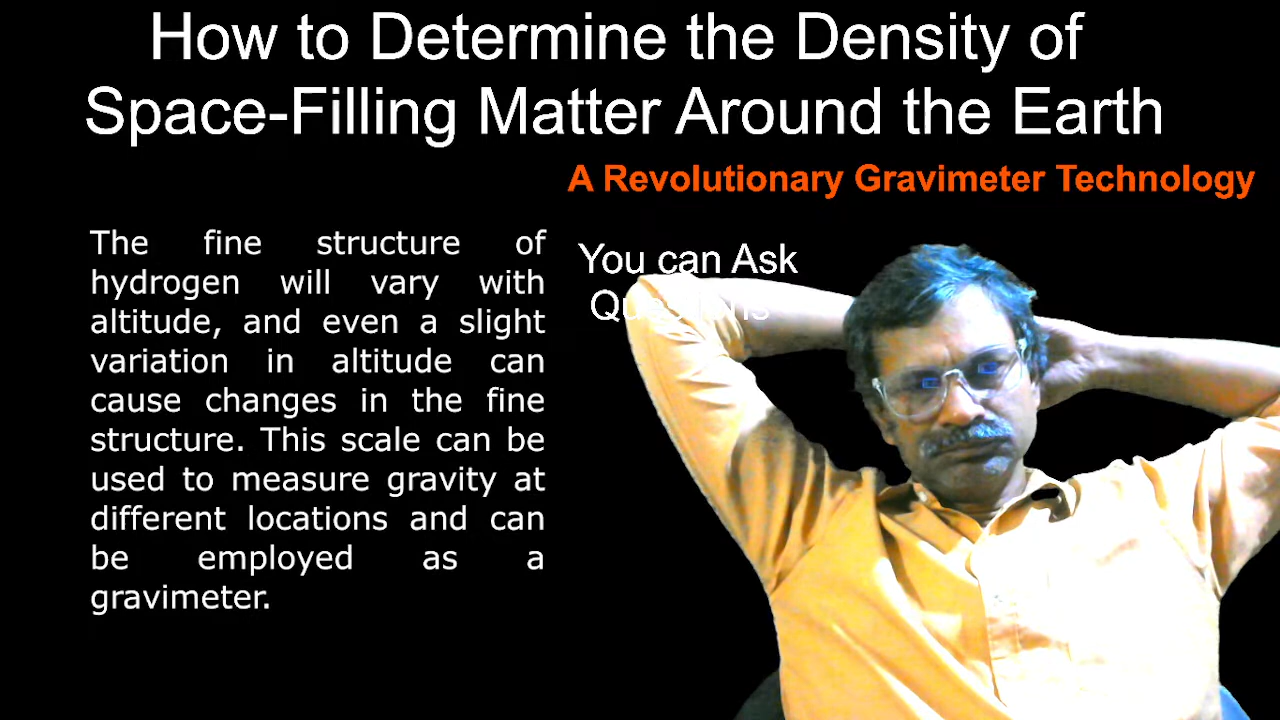 How to Determine the Density of
Space-Filling Matter Around the Earth
A Revolutionary Gravimeter Technology
The fine structure of
hydrogen will vary with
altitude, and even a slight
variation in altitude can
cause changes in the fine
structure. This scale can be
used to measure gravity at
different locations and can
be employed as a
gravimeter.
You can Ask
Questions